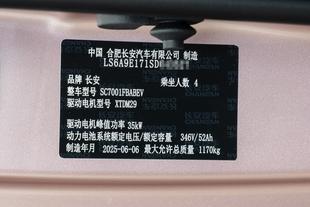 中国 合肥长安汽车有限公司 制造
LS6A9E171SD
品牌 长安 乘坐人数 4
整车型号 SC7001FBABEV
驱动电机型号 XTDM29
驱动电机峰值功率 35kW
动力电池系统额定电压/额定容量 346V/52Ah
制造年月 2025-06-06 最大允许总质量 1170kg